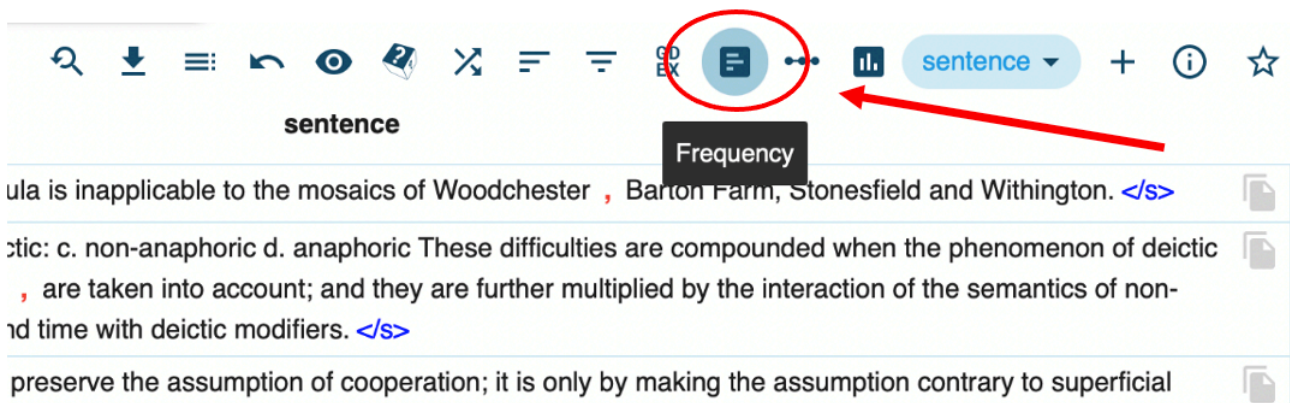 GD
EX
sentence
sentence
Frequency
ula is inapplicable to the mosaics of Woodchester , Barton Farm, Stonesfield and Withington. </s>
ctic: c. non-anaphoric d. anaphoric These difficulties are compounded when the phenomenon of deictic
, are taken into account; and they are further multiplied by the interaction of the semantics of non-
nd time with deictic modifiers. </s>
preserve the assumption of cooperation; it is only by making the assumption contrary to superficial